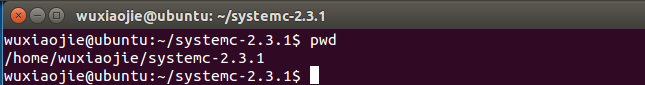 wuxiaojie@ubuntu: ~/systemc-2.3.1
wuxiaojie@ubuntu:~/systemc-2.3.1$ pwd
/home/wuxiaojie/systemc-2.3.1
wuxiaojie@ubuntu:~/systemc-2.3.1$